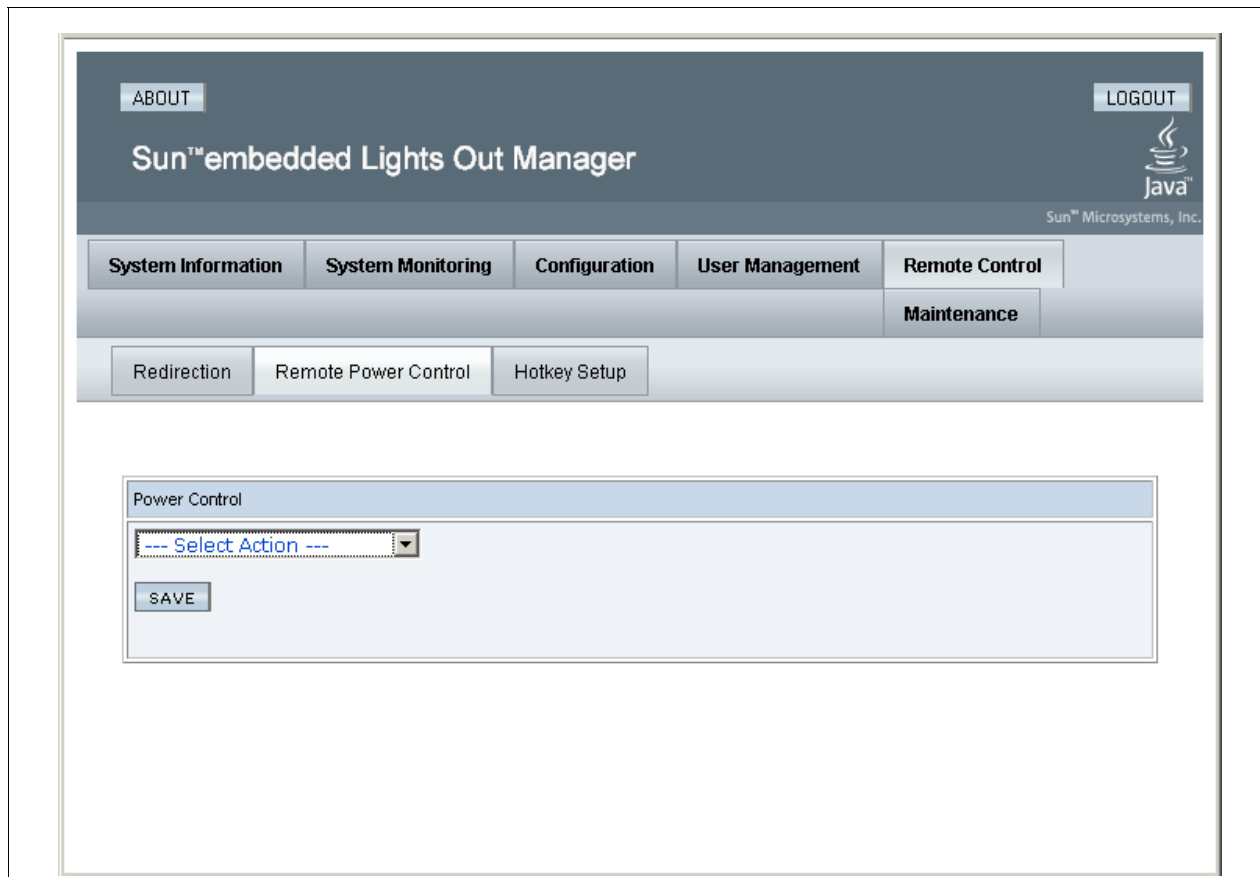 ABOUT LOGOUT
Sun™embedded Lights Out Manager
Java™
Sun™ Microsystems, Inc.
System Information System Monitoring Configuration User Management Remote Control
Maintenance
Redirection Remote Power Control Hotkey Setup
Power Control
--- Select Action ---
SAVE